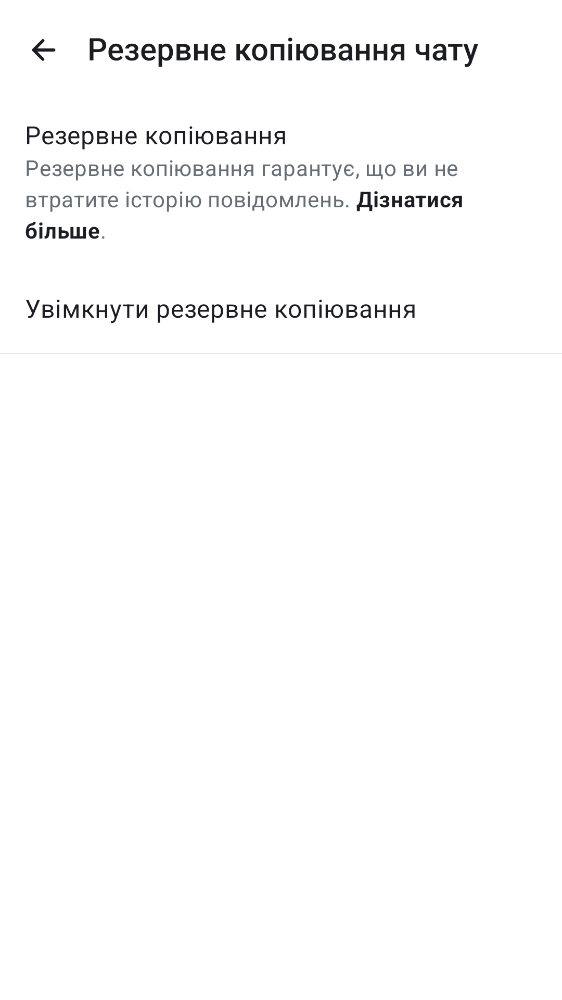 Резервне копіювання чату
Резервне копіювання
Резервне копіювання гарантує, що ви не
втратите історію повідомлень. Дізнатися
більше.
Увімкнути резервне копіювання